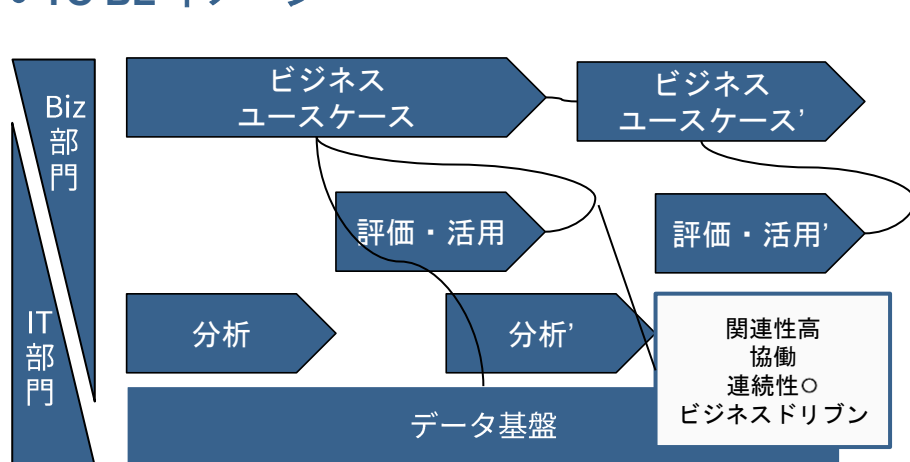 ビジネス
ユースケース
ビジネス
ユースケース’
Biz
部
門
評価・活用
評価・活用’
分析
分析’
IT
部
門
関連性高
協働
連続性○
ビジネスドリブン
データ基盤